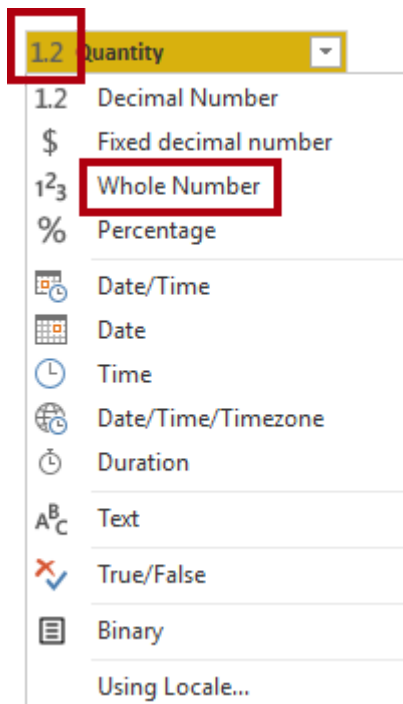 1.2 Quantity
1.2 Decimal Number
$ Fixed decimal number
1²3 Whole Number
% Percentage
Date/Time
Date
Time
Date/Time/Timezone
Duration
ABC Text
True/False
Binary
Using Locale...